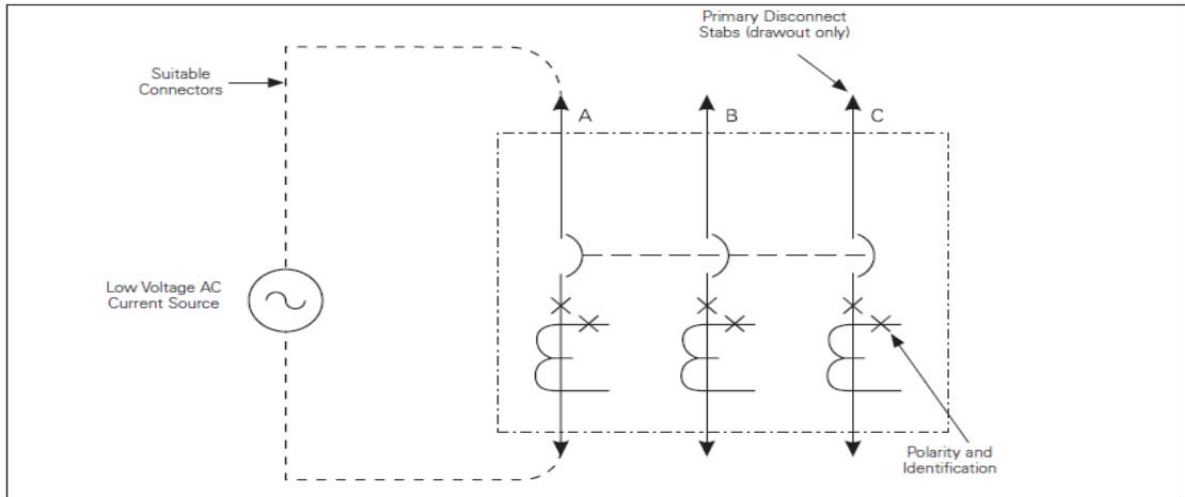 Primary Disconnect
Stabs (drawout only)
Suitable
Connectors
A
B
C
Low Voltage AC
Current Source
Polarity and
Identification